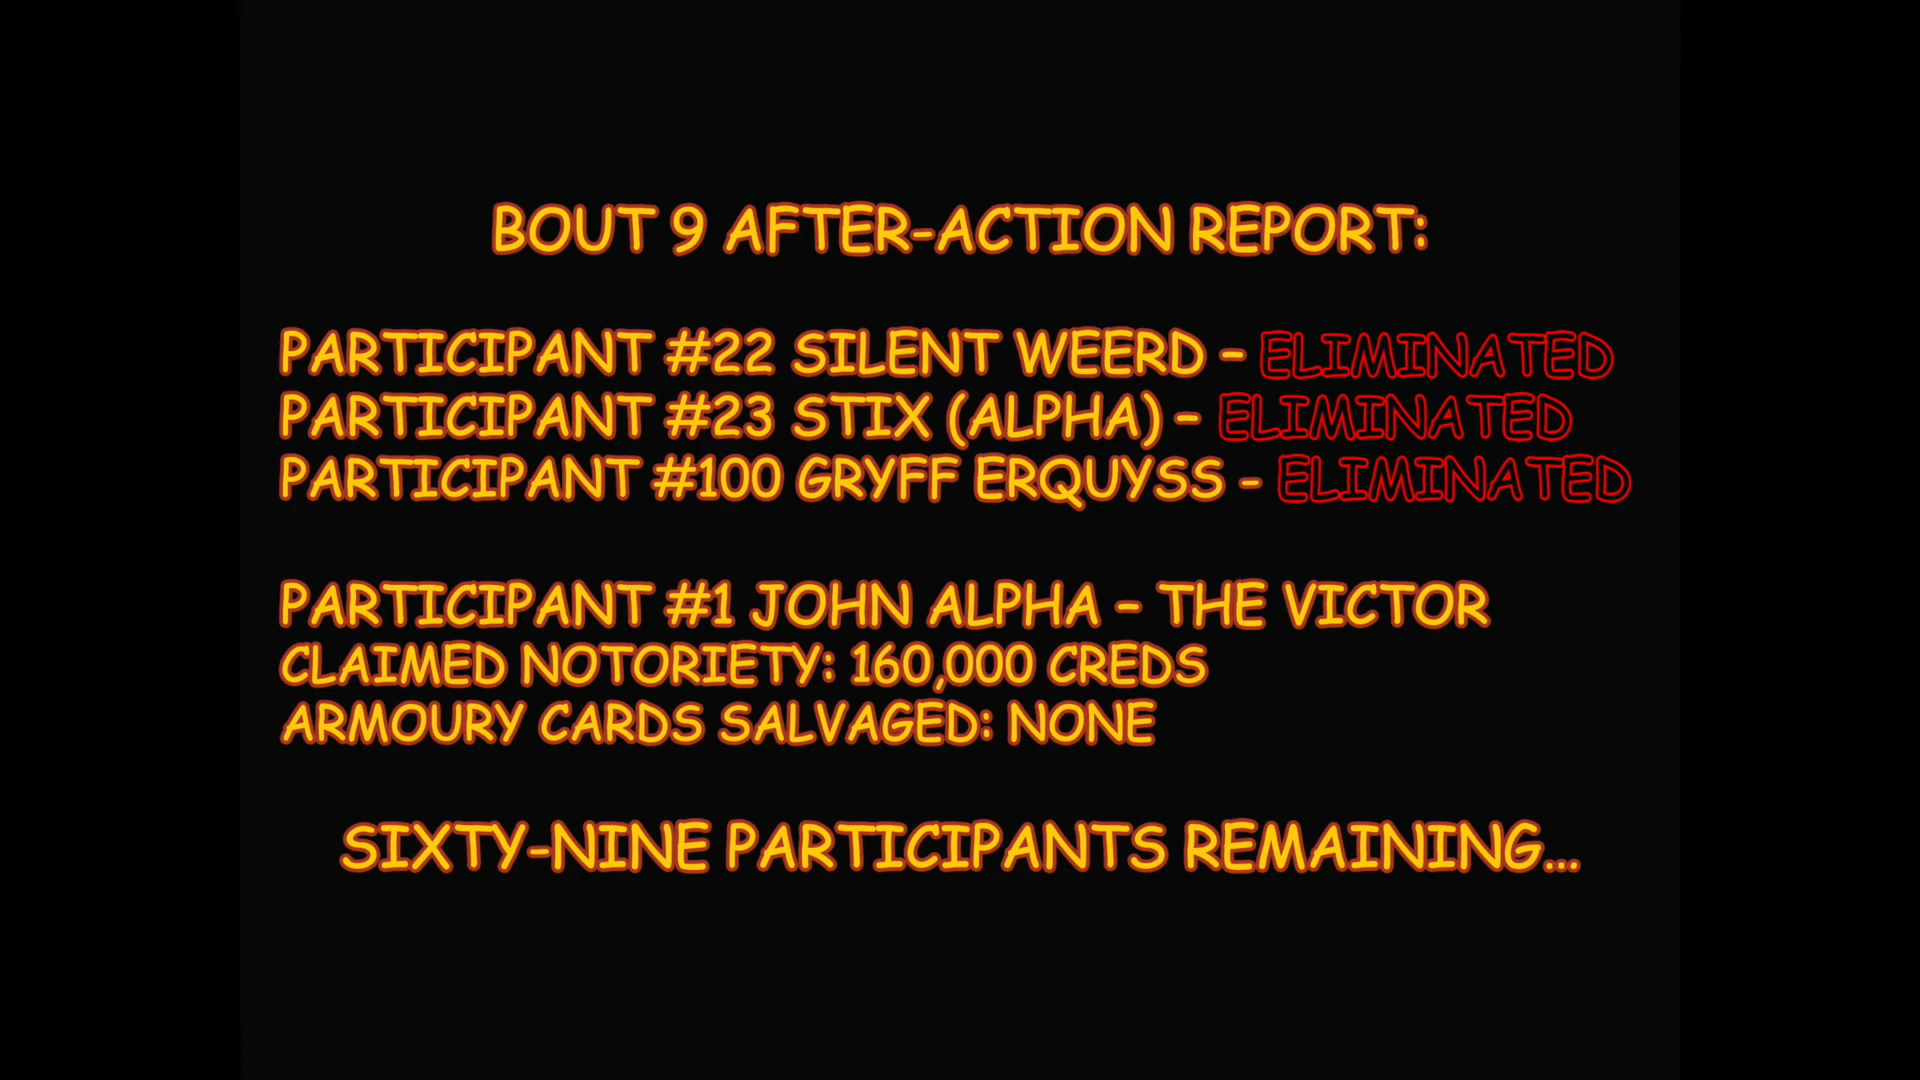 BOUT 9 AFTER-ACTION REPORT:
PARTICIPANT #22 SILENT WEERD – ELIMINATED
PARTICIPANT #23 STIX (ALPHA) – ELIMINATED
PARTICIPANT #100 GRYFF ERQUYSS – ELIMINATED
PARTICIPANT #1 JOHN ALPHA – THE VICTOR
CLAIMED NOTORIETY: 160,000 CREDS
ARMOURY CARDS SALVAGED: NONE
SIXTY-NINE PARTICIPANTS REMAINING...